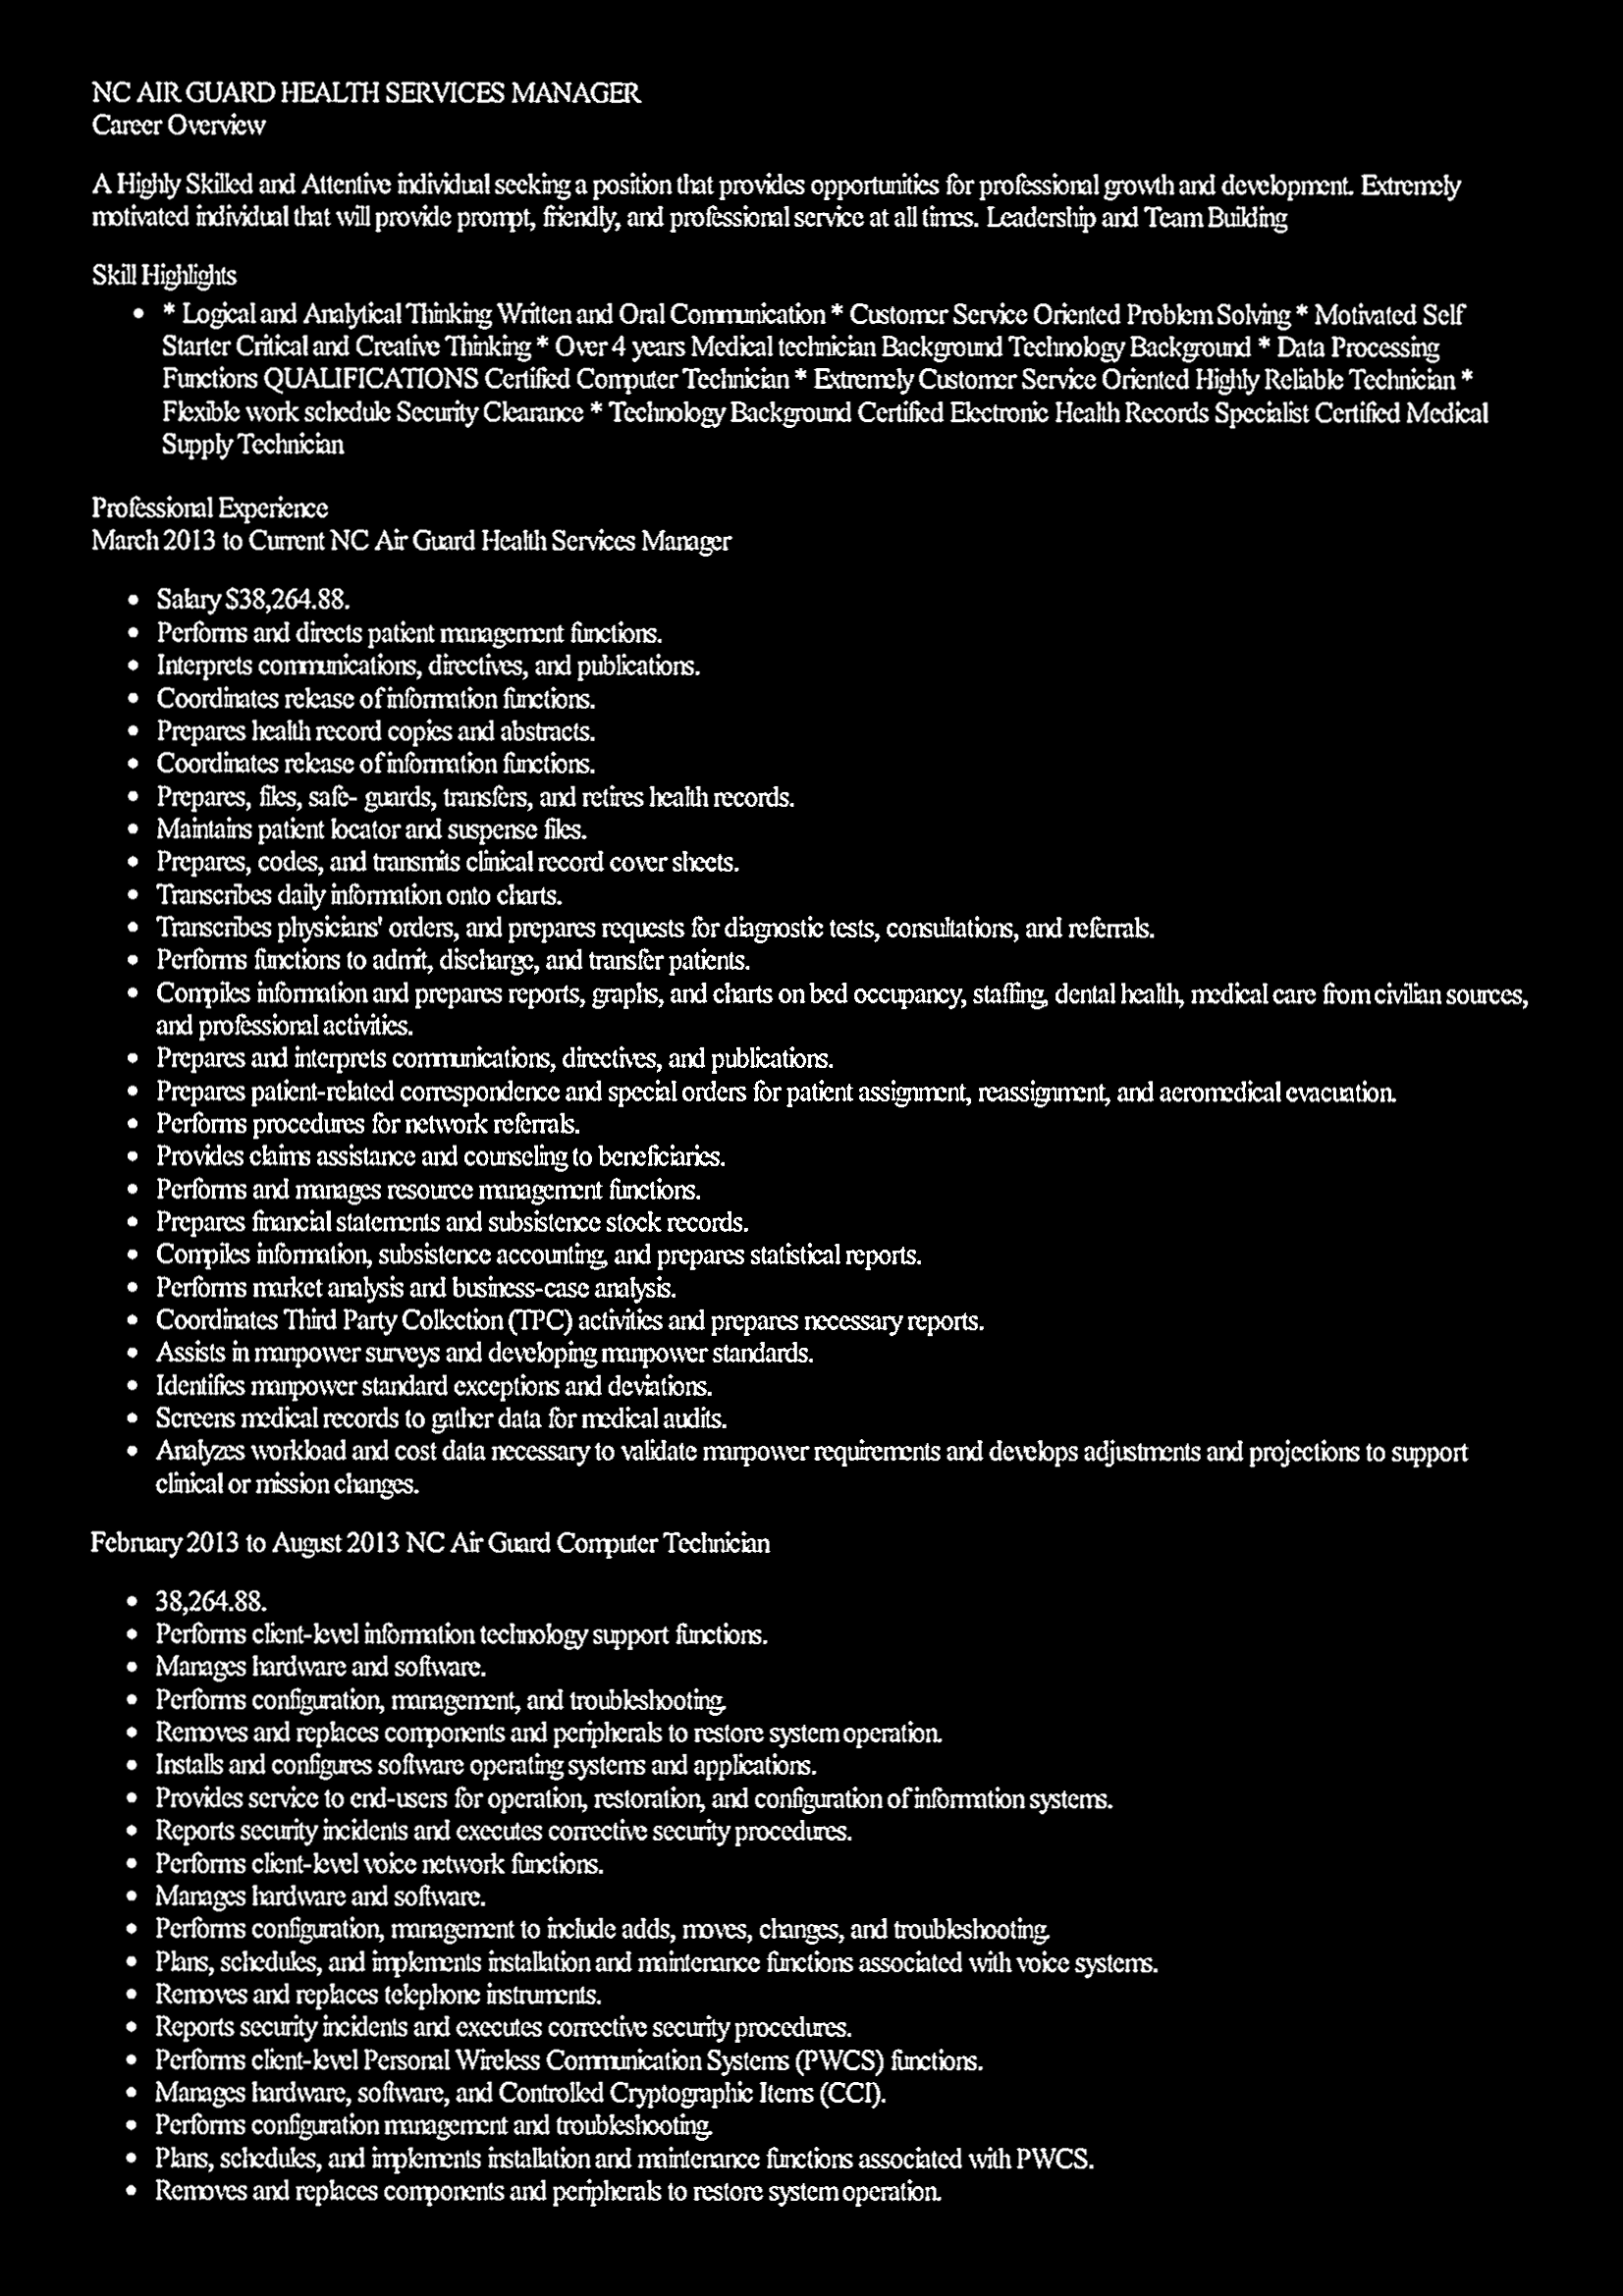 NC AIR GUARD HEALTH SERVICES MANAGER
Career Overview
A Highly Skilled and Attentive individual seeking a position that provides opportunities for professional growth and development. Extremely
motivated individual that will provide prompt, friendly, and professional service at all times. Leadership and Team Building
Skill Highlights
• * Logical and Analytical Thinking Written and Oral Communication * Customer Service Oriented Problem Solving * Motivated Self
Starter Critical and Creative Thinking * Over 4 years Medical technician Background Technology Background * Data Processing
Functions QUALIFICATIONS Certified Computer Technician * Extremely Customer Service Oriented Highly Reliable Technician *
Flexible work schedule Security Clearance * Technology Background Certified Electronic Health Records Specialist Certified Medical
Supply Technician
Professional Experience
March 2013 to Current NC Air Guard Health Services Manager
• Salary $38,264.88.
• Performs and directs patient management functions.
• Interprets communications, directives, and publications.
• Coordinates release of information functions.
• Prepares health record copies and abstracts.
• Coordinates release of information functions.
• Prepares, files, safe- guards, transfers, and retires health records.
• Maintains patient locator and suspense files.
• Prepares, codes, and transmits clinical record cover sheets.
• Transcribes daily information onto charts.
• Transcribes physicians' orders, and prepares requests for diagnostic tests, consultations, and referrals.
• Performs functions to admit, discharge, and transfer patients.
• Compiles information and prepares reports, graphs, and charts on bed occupancy, staffing, dental health, medical care from civilian sources,
and professional activities.
• Prepares and interprets communications, directives, and publications.
• Prepares patient-related correspondence and special orders for patient assignment, reassignment, and aeromedical evacuation.
• Performs procedures for network referrals.
• Provides claims assistance and counseling to beneficiaries.
• Performs and manages resource management functions.
• Prepares financial statements and subsistence stock records.
• Compiles information, subsistence accounting, and prepares statistical reports.
• Performs market analysis and business-case analysis.
• Coordinates Third Party Collection (TPC) activities and prepares necessary reports.
• Assists in manpower surveys and developing manpower standards.
• Identifies manpower standard exceptions and deviations.
• Screens medical records to gather data for medical audits.
• Analyzes workload and cost data necessary to validate manpower requirements and develops adjustments and projections to support
clinical or mission changes.
February 2013 to August 2013 NC Air Guard Computer Technician
• 38,264.88.
• Performs client-level information technology support functions.
• Manages hardware and software.
• Performs configuration, management, and troubleshooting.
• Removes and replaces components and peripherals to restore system operation.
• Installs and configures software operating systems and applications.
• Provides service to end-users for operation, restoration, and configuration of information systems.
• Reports security incidents and executes corrective security procedures.
• Performs client-level voice network functions.
• Manages hardware and software.
• Performs configuration, management to include adds, moves, changes, and troubleshooting.
• Plans, schedules, and implements installation and maintenance functions associated with voice systems.
• Removes and replaces telephone instruments.
• Reports security incidents and executes corrective security procedures.
• Performs client-level Personal Wireless Communication Systems (PWCS) functions.
• Manages hardware, software, and Controlled Cryptographic Items (CCI).
• Performs configuration management and troubleshooting.
• Plans, schedules, and implements installation and maintenance functions associated with PWCS.
• Removes and replaces components and peripherals to restore system operation.